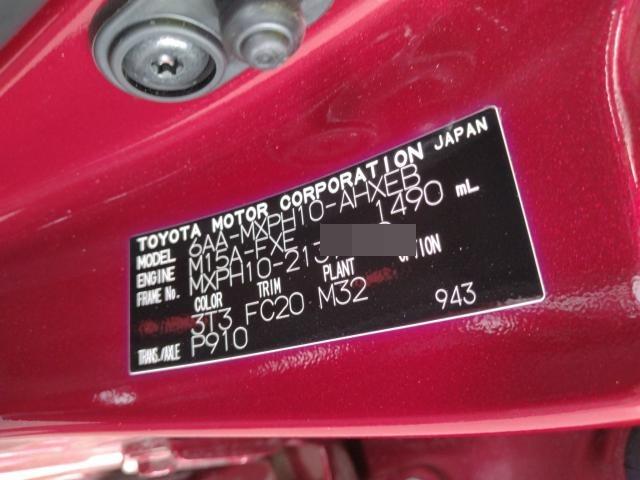 TOYOTA MOTOR CORPORATION JAPAN
MODEL 6AA-MXPH10-AHXEB
ENGINE M15A-FXE 1490 mL
FRAME No. MXPH10-213
COLOR TRIM PLANT
3T3 FC20 M32 943
TRANS./AXLE P910